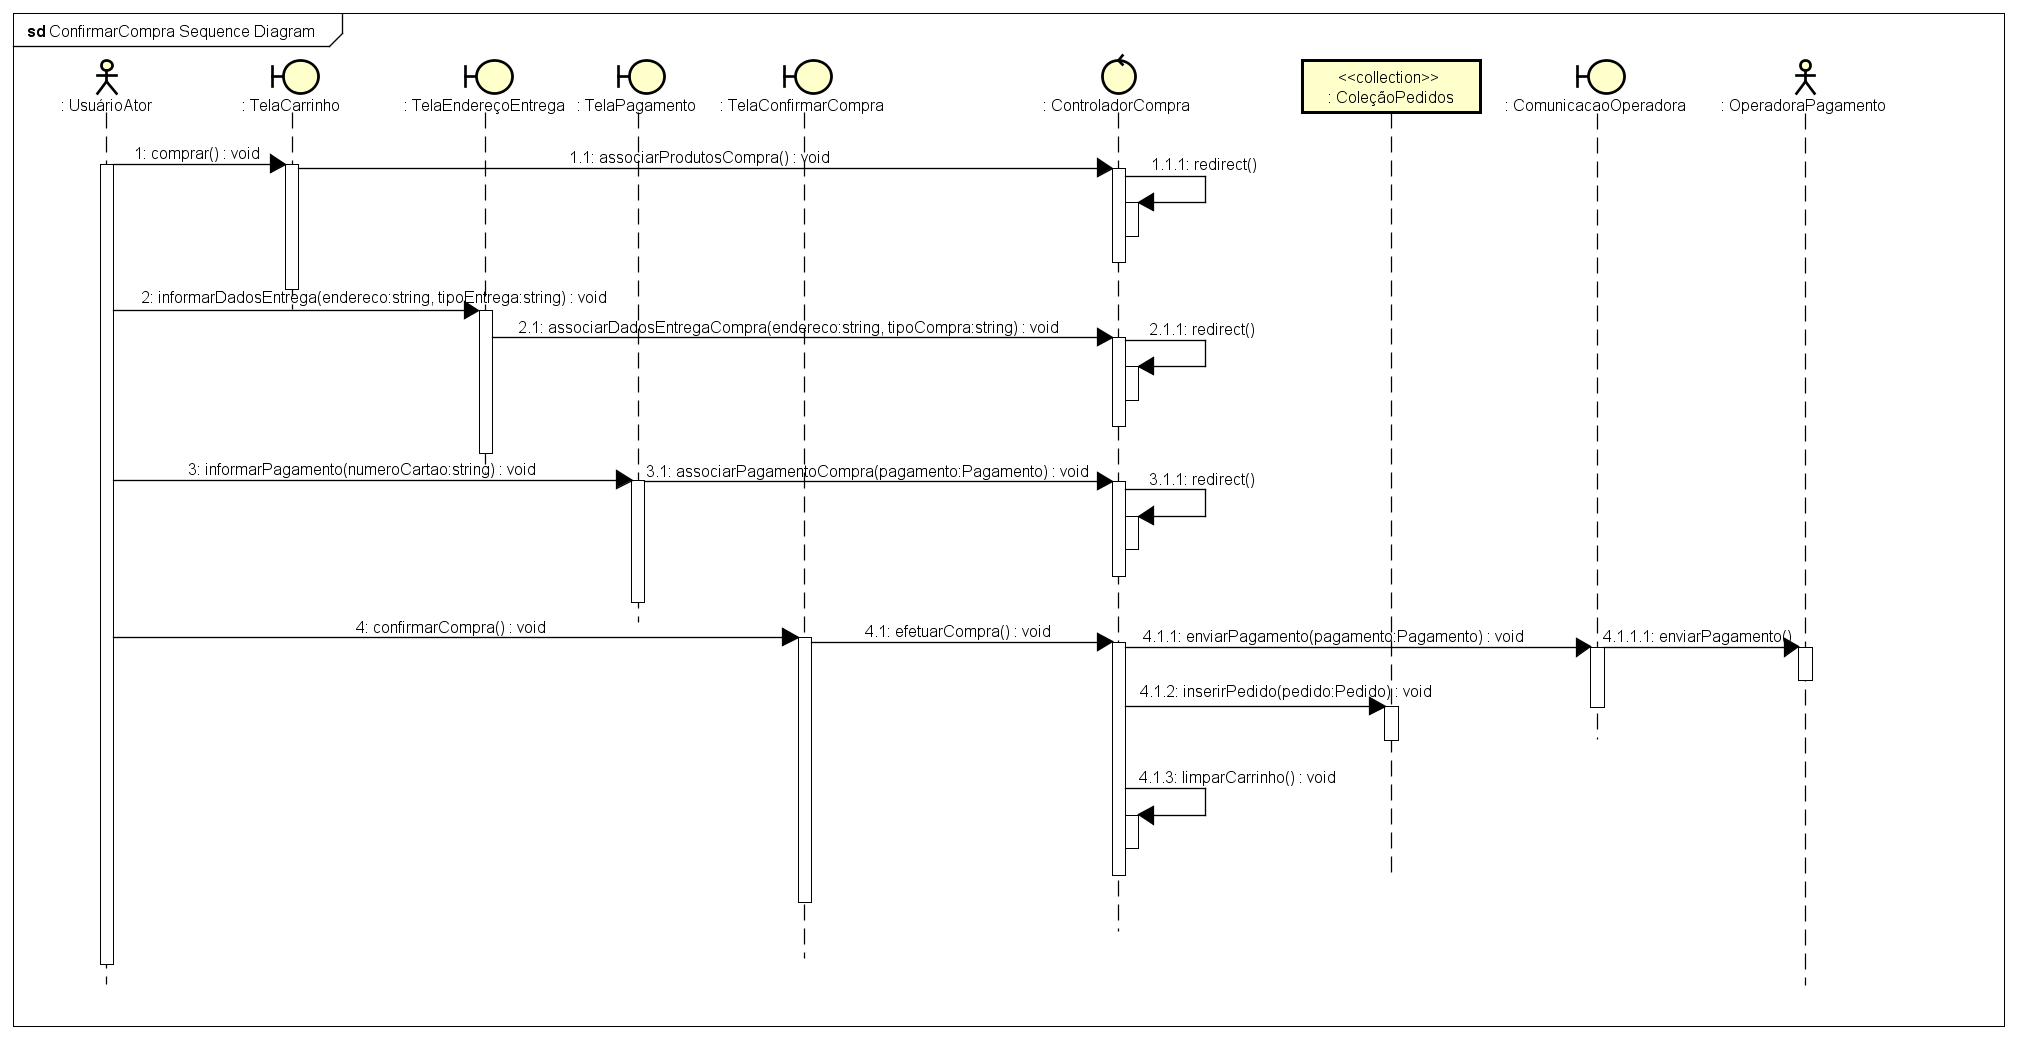 sd ConfirmarCompra Sequence Diagram
: UsuárioAtor
: TelaCarrinho
: TelaEndereçoEntrega
: TelaPagamento
: TelaConfirmarCompra
: ControladorCompra
<<collection>>
: ColeçãoPedidos
: ComunicacaoOperadora
: OperadoraPagamento
1: comprar() : void
1.1: associarProdutosCompra() : void
1.1.1: redirect()
2: informarDadosEntrega(endereco:string, tipoEntrega:string) : void
2.1: associarDadosEntregaCompra(endereco:string, tipoCompra:string) : void
2.1.1: redirect()
3: informarPagamento(numeroCartao:string) : void
3.1: associarPagamentoCompra(pagamento:Pagamento) : void
3.1.1: redirect()
4: confirmarCompra() : void
4.1: efetuarCompra() : void
4.1.1: enviarPagamento(pagamento:Pagamento) : void
4.1.1.1: enviarPagamento()
4.1.2: inserirPedido(pedido:Pedido) : void
4.1.3: limparCarrinho() : void